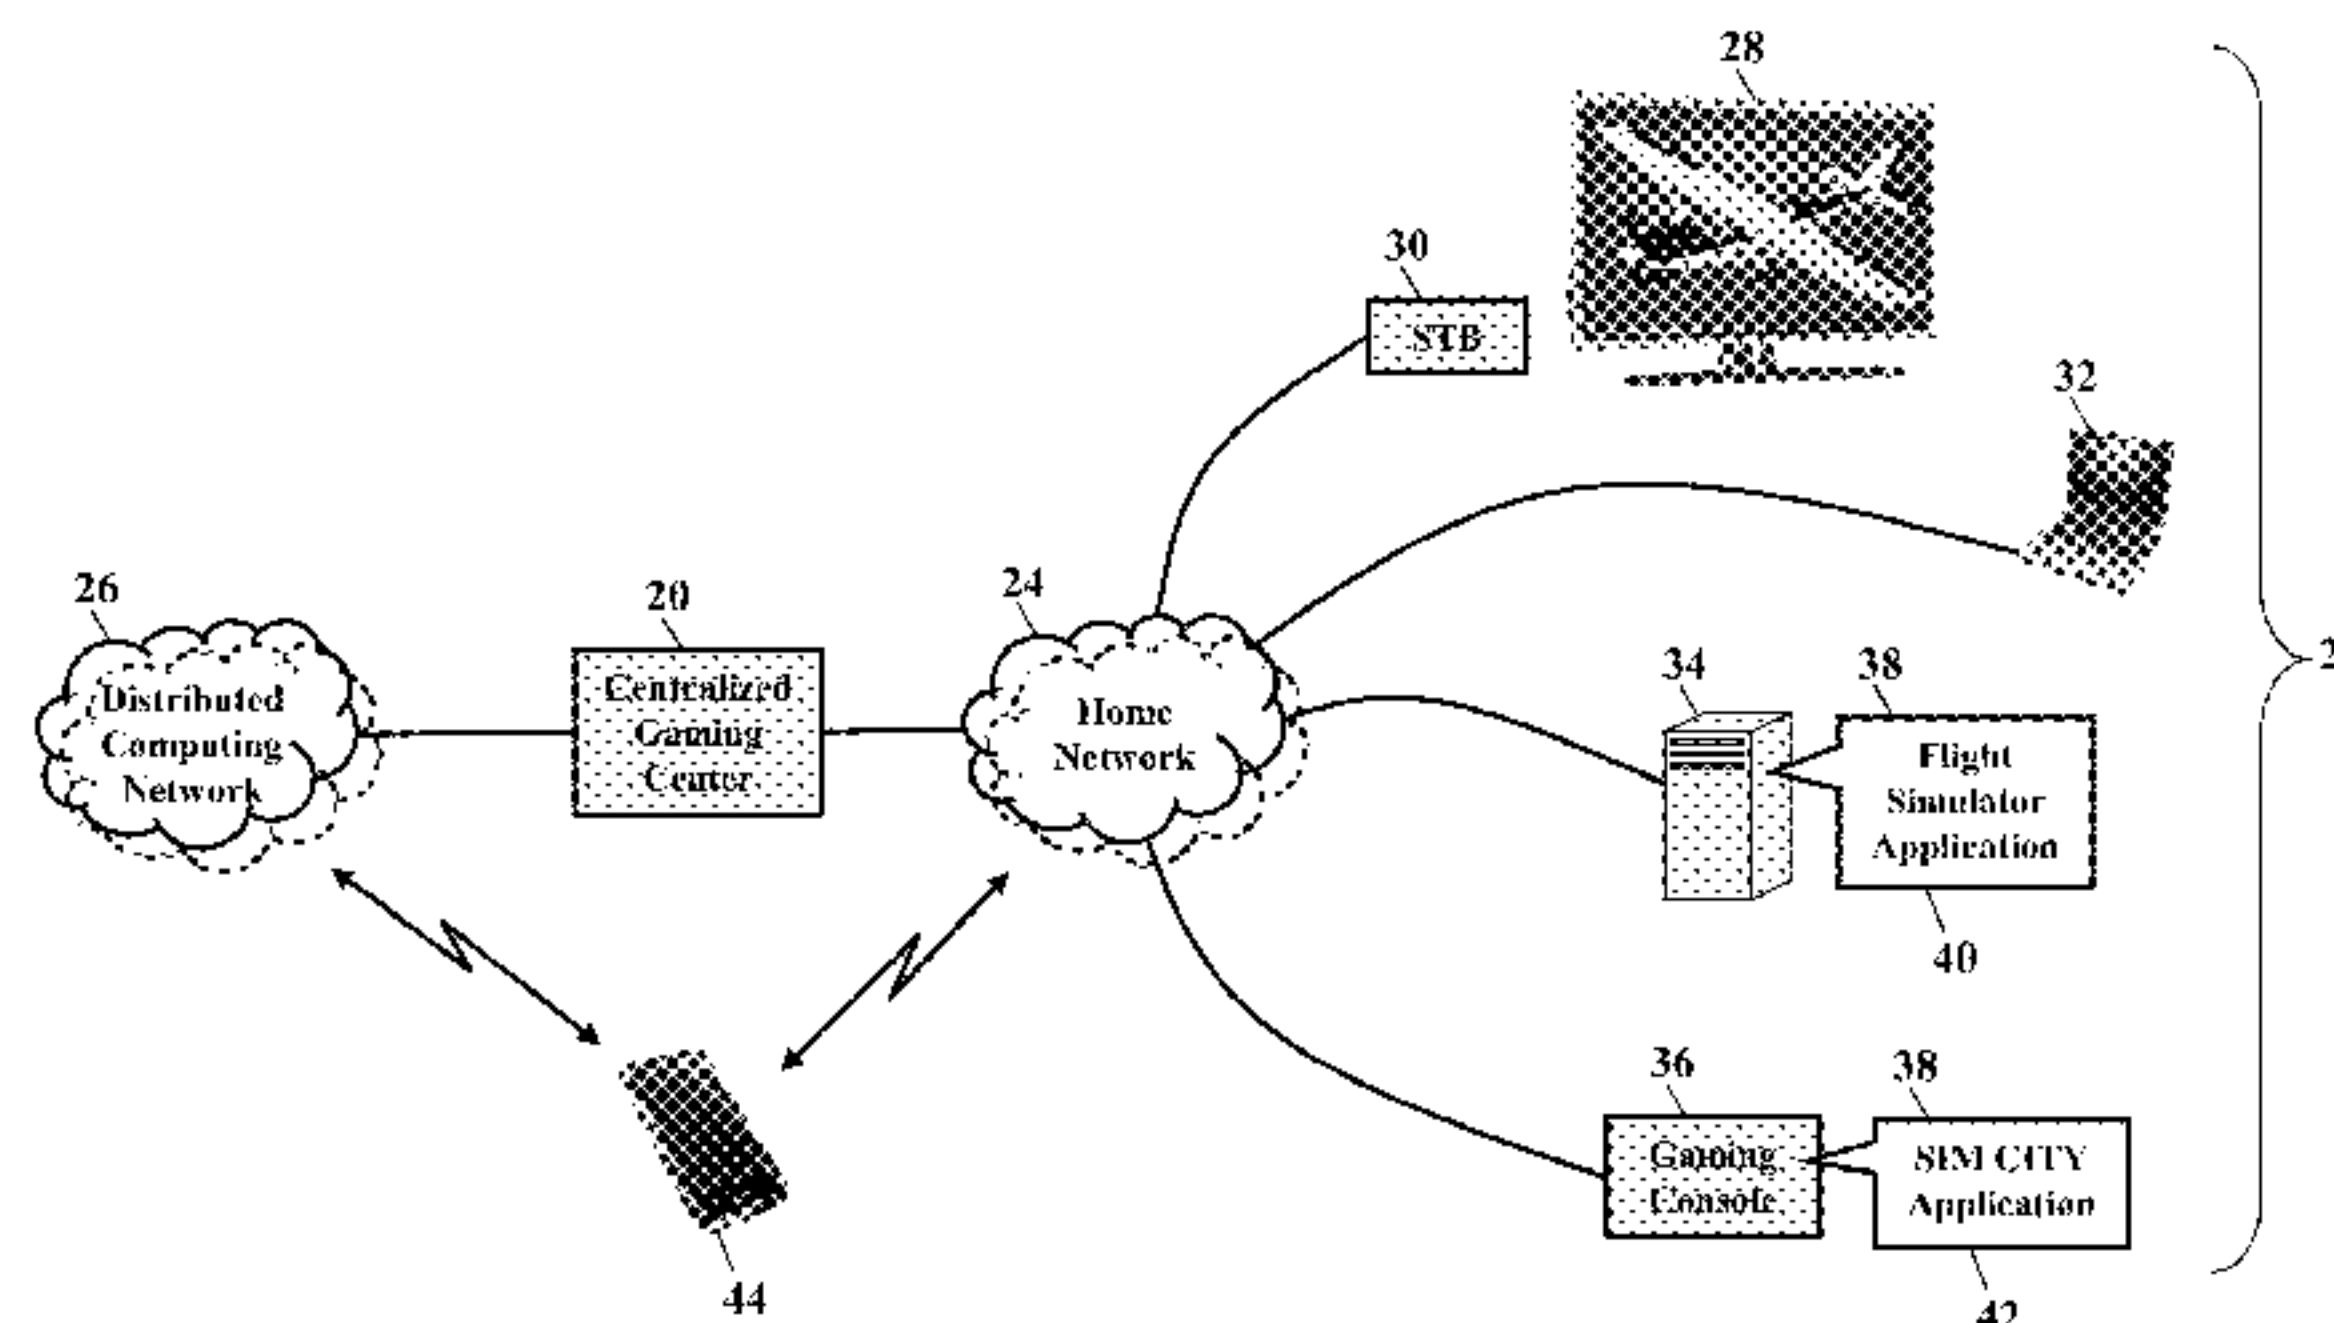 28
30
STB
32
26
20
24
Distributed
Computing
Network
Centralized
Gaming
Center
Home
Network
34
38
Flight
Simulator
Application
40
36
38
Gaming
Console
SIM CITY
Application
44
42